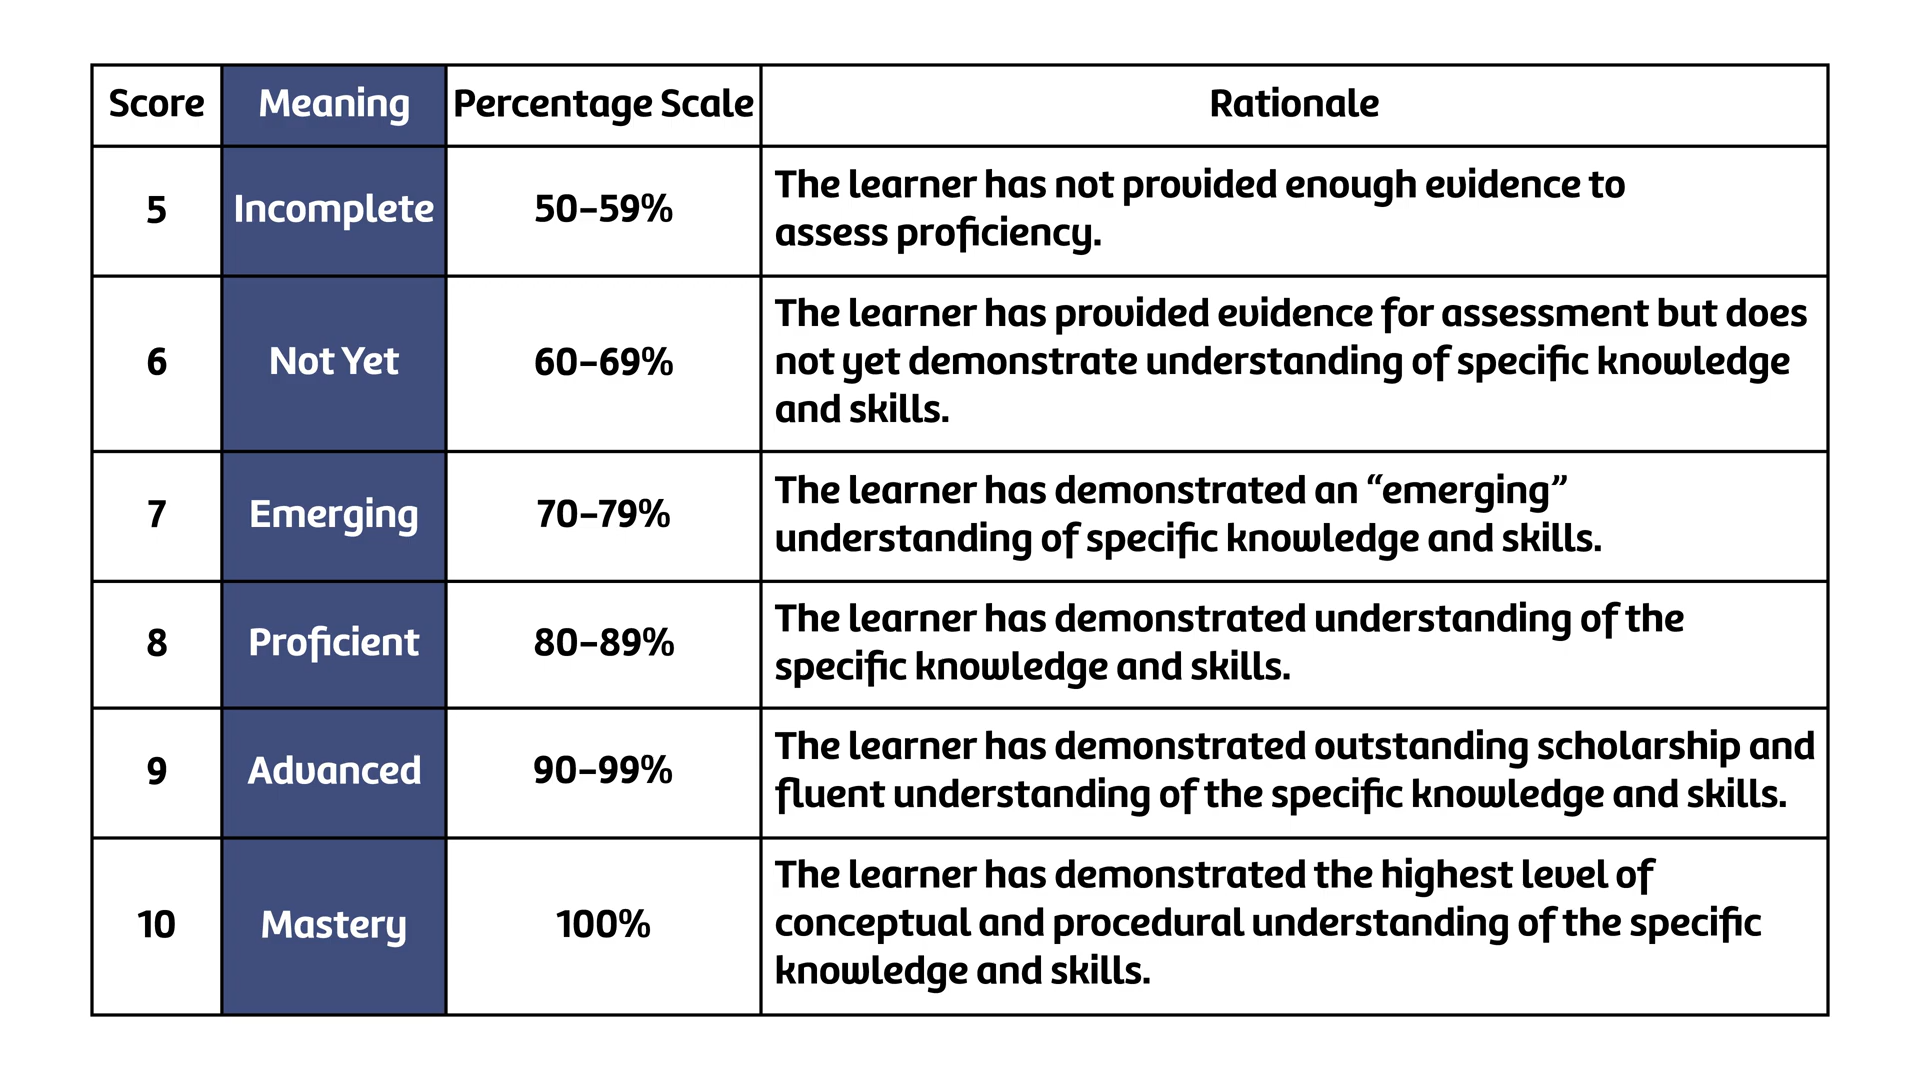 Score Meaning Percentage Scale Rationale
5 Incomplete 50–59% The learner has not provided enough evidence to
assess proficiency.
6 Not Yet 60–69% The learner has provided evidence for assessment but does
not yet demonstrate understanding of specific knowledge
and skills.
7 Emerging 70–79% The learner has demonstrated an “emerging”
understanding of specific knowledge and skills.
8 Proficient 80–89% The learner has demonstrated understanding of the
specific knowledge and skills.
9 Advanced 90–99% The learner has demonstrated outstanding scholarship and
fluent understanding of the specific knowledge and skills.
10 Mastery 100% The learner has demonstrated the highest level of
conceptual and procedural understanding of the specific
knowledge and skills.